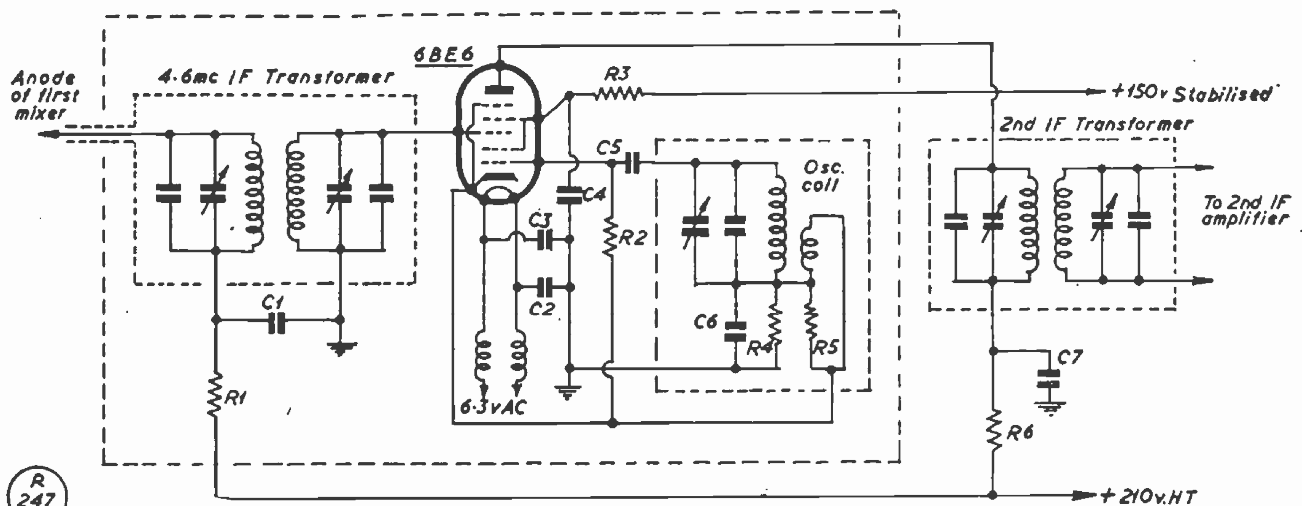 6BE6
Anode
of first
mixer
4.6mc IF Transformer
R3
+150v Stabilised
2nd IF Transformer
C5
Osc.
coil
C4
C3
R2
To 2nd IF
amplifier
C2
C1
C6
R4
R5
C7
R1
6.3vAC
R6
R
247
+210v.HT